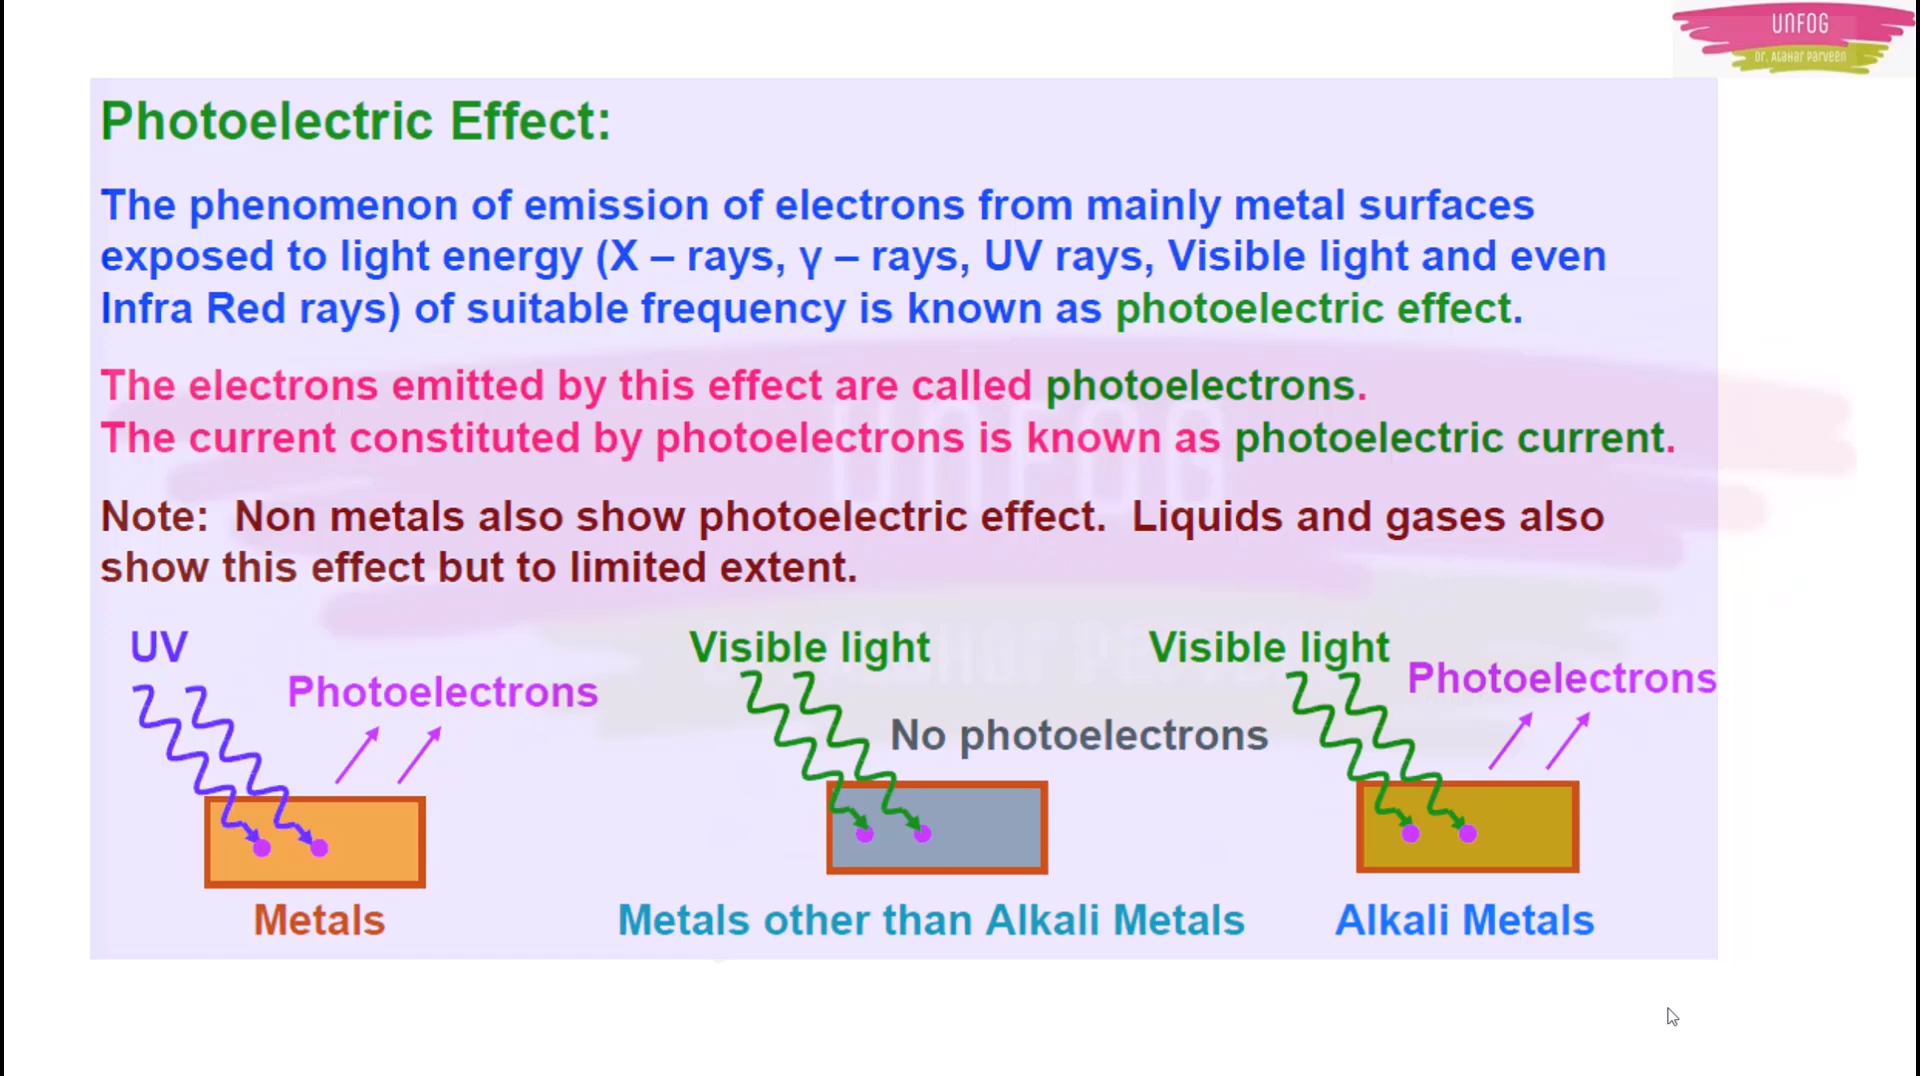 UNFOG
Dr. Atahar Parveen
Photoelectric Effect:
The phenomenon of emission of electrons from mainly metal surfaces
exposed to light energy (X – rays, γ – rays, UV rays, Visible light and even
Infra Red rays) of suitable frequency is known as photoelectric effect.
The electrons emitted by this effect are called photoelectrons.
The current constituted by photoelectrons is known as photoelectric current.
Note:  Non metals also show photoelectric effect.  Liquids and gases also
show this effect but to limited extent.
UV
Photoelectrons
Metals
Visible light
No photoelectrons
Metals other than Alkali Metals
Visible light
Photoelectrons
Alkali Metals